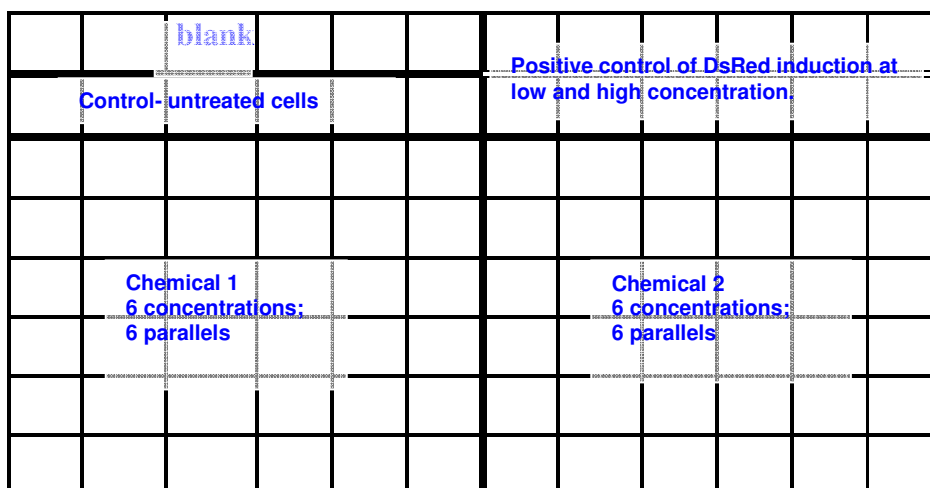 Control- untreated cells
Positive control of DsRed induction at
low and high concentration.
Chemical 1
6 concentrations;
6 parallels
Chemical 2
6 concentrations;
6 parallels